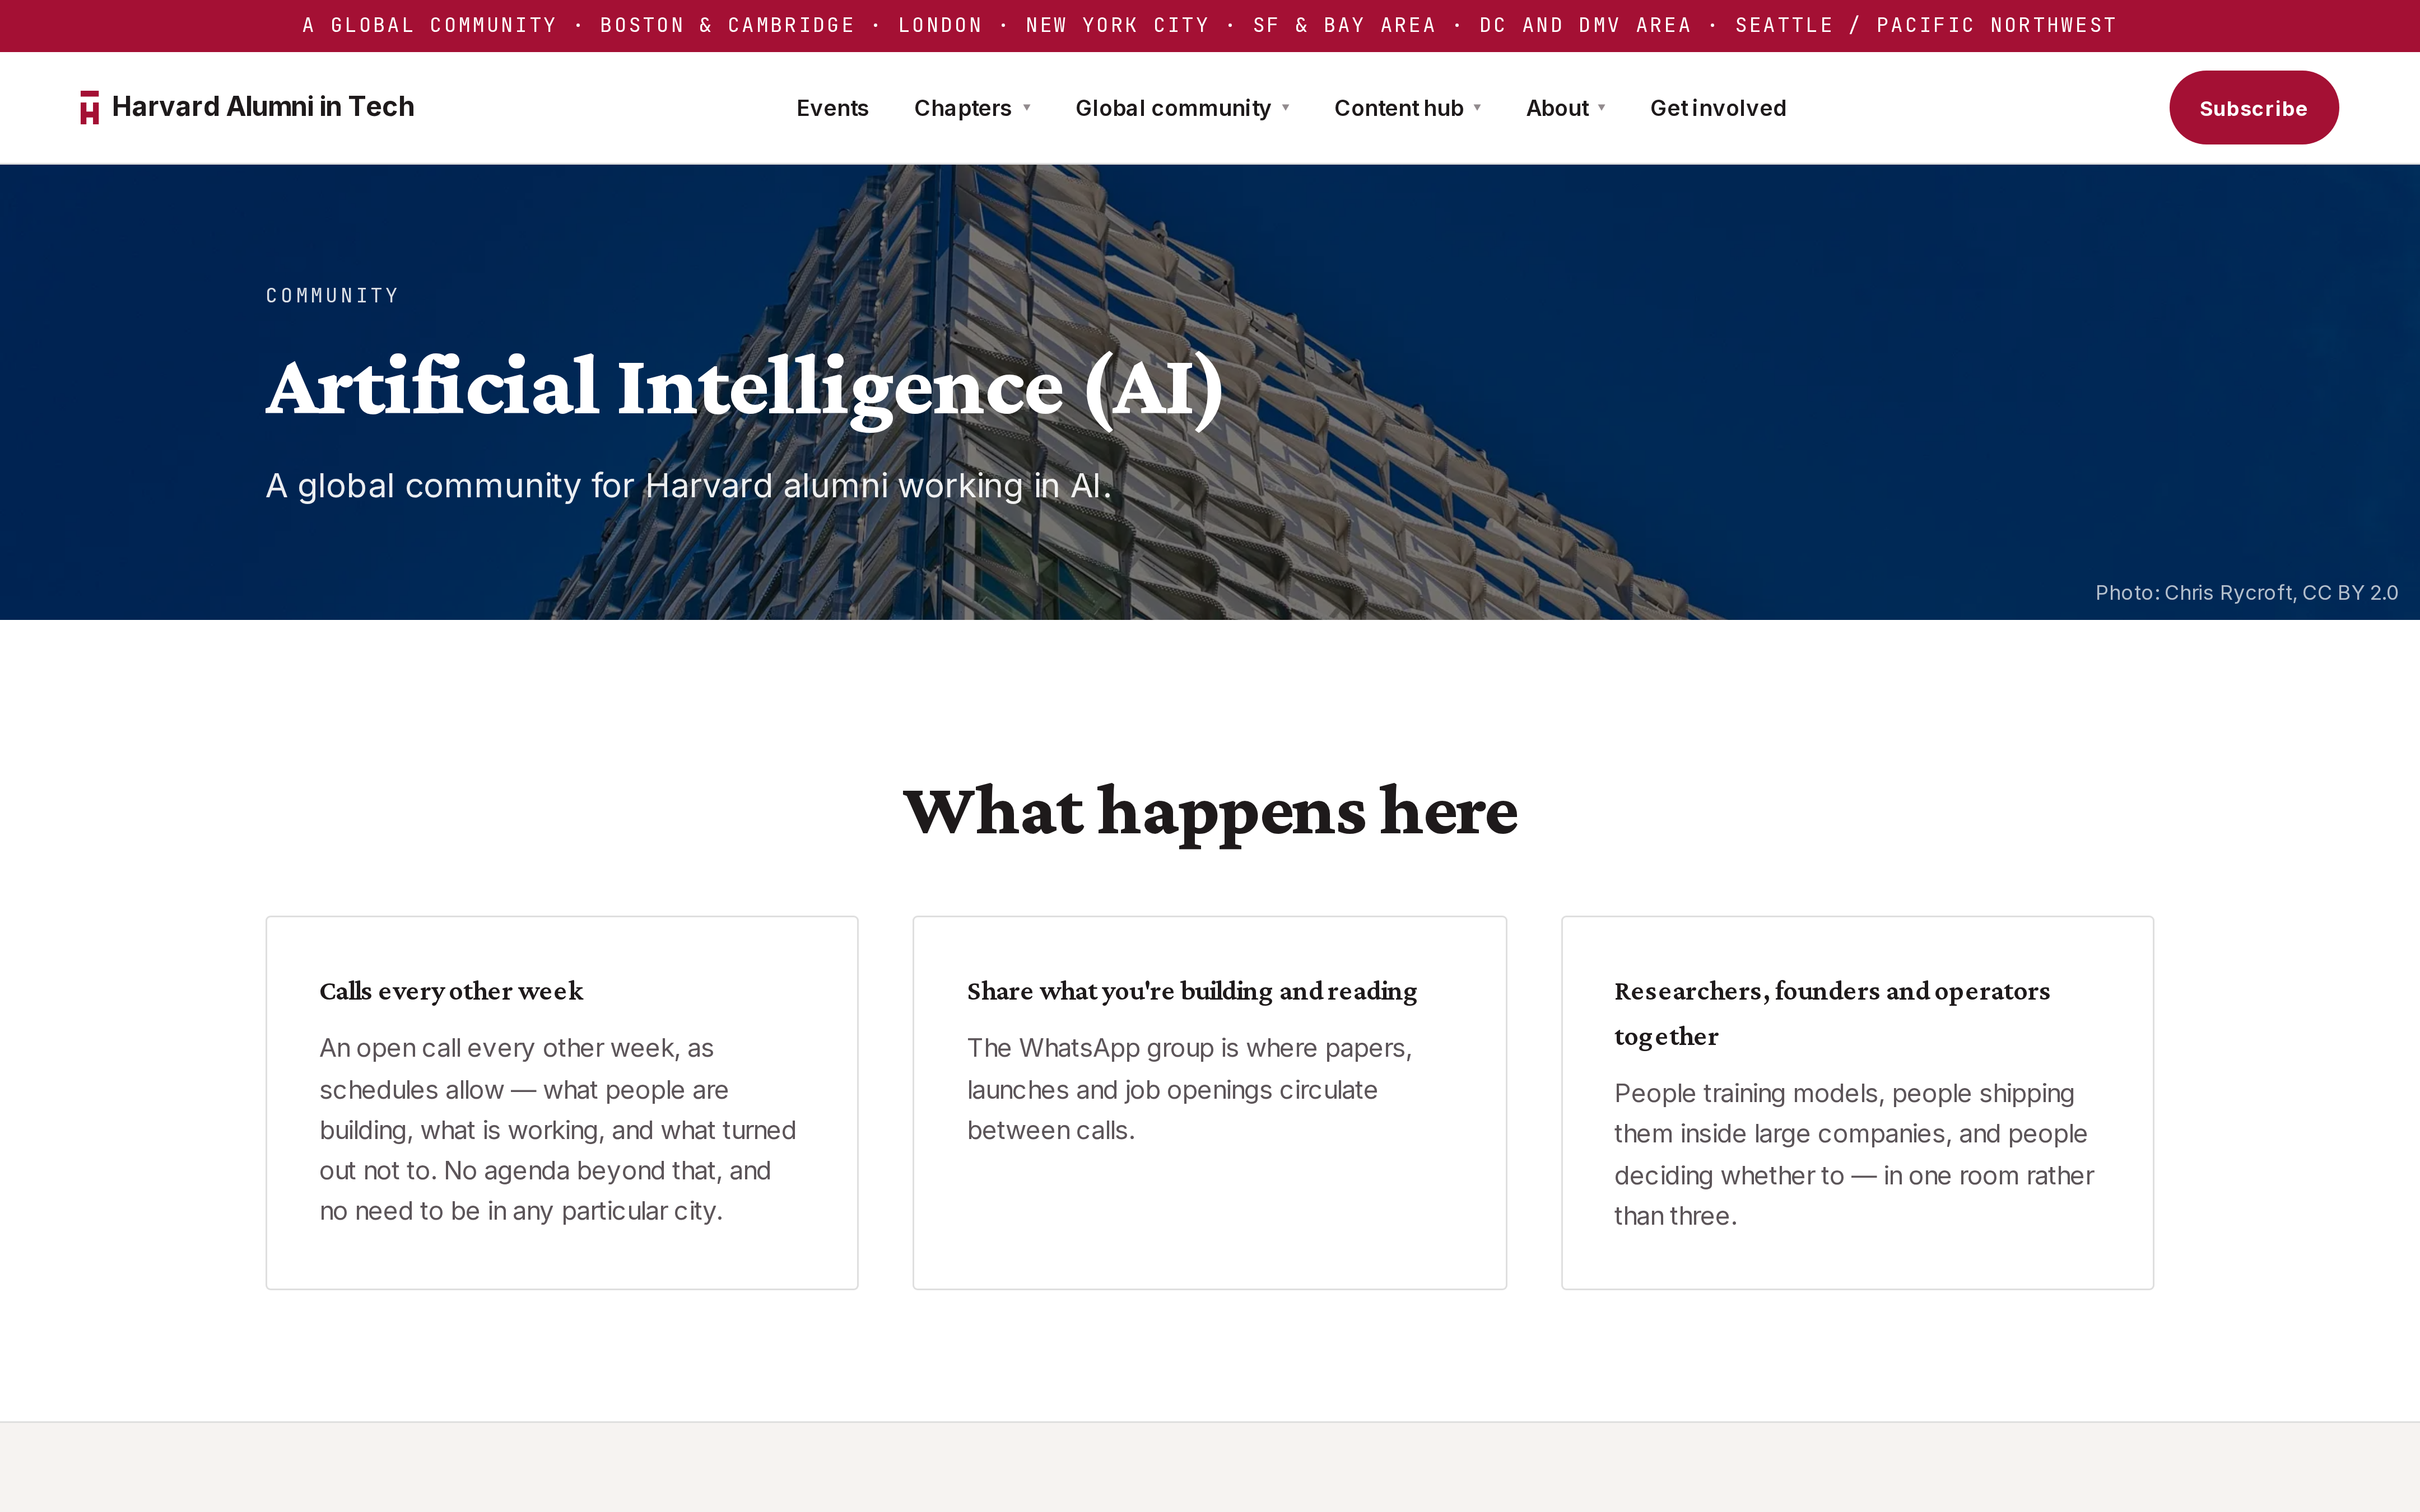 A GLOBAL COMMUNITY · BOSTON & CAMBRIDGE · LONDON · NEW YORK CITY · SF & BAY AREA · DC AND DMV AREA · SEATTLE / PACIFIC NORTHWEST
Harvard Alumni in Tech
Events Chapters Global community Content hub About Get involved
Subscribe
COMMUNITY
Artificial Intelligence (AI)
A global community for Harvard alumni working in AI.
Photo: Chris Rycroft, CC BY 2.0
What happens here
Calls every other week
An open call every other week, as
schedules allow — what people are
building, what is working, and what turned
out not to. No agenda beyond that, and
no need to be in any particular city.
Share what you're building and reading
The WhatsApp group is where papers,
launches and job openings circulate
between calls.
Researchers, founders and operators
together
People training models, people shipping
them inside large companies, and people
deciding whether to — in one room rather
than three.